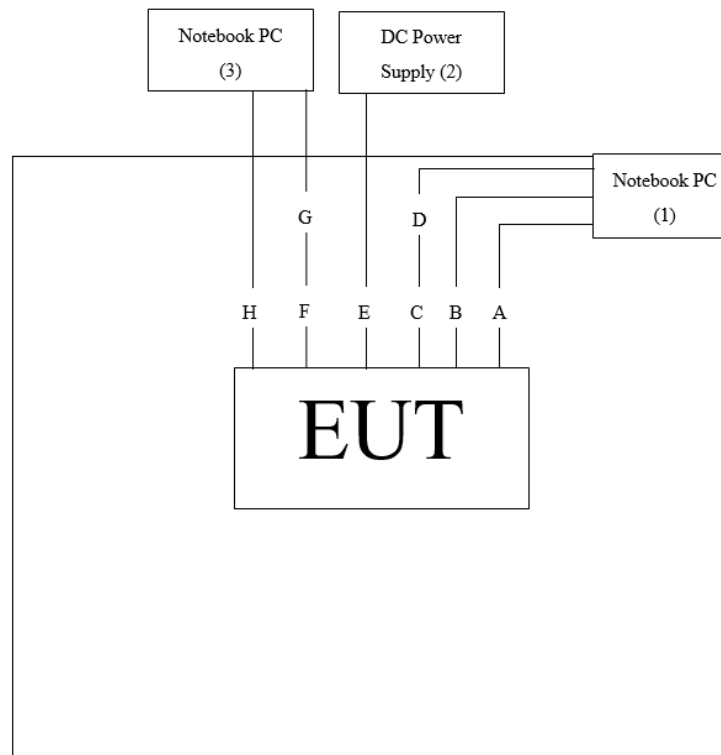 Notebook PC
(3)
DC Power
Supply (2)
Notebook PC
(1)
G
D
H
F
E
C
B
A
EUT